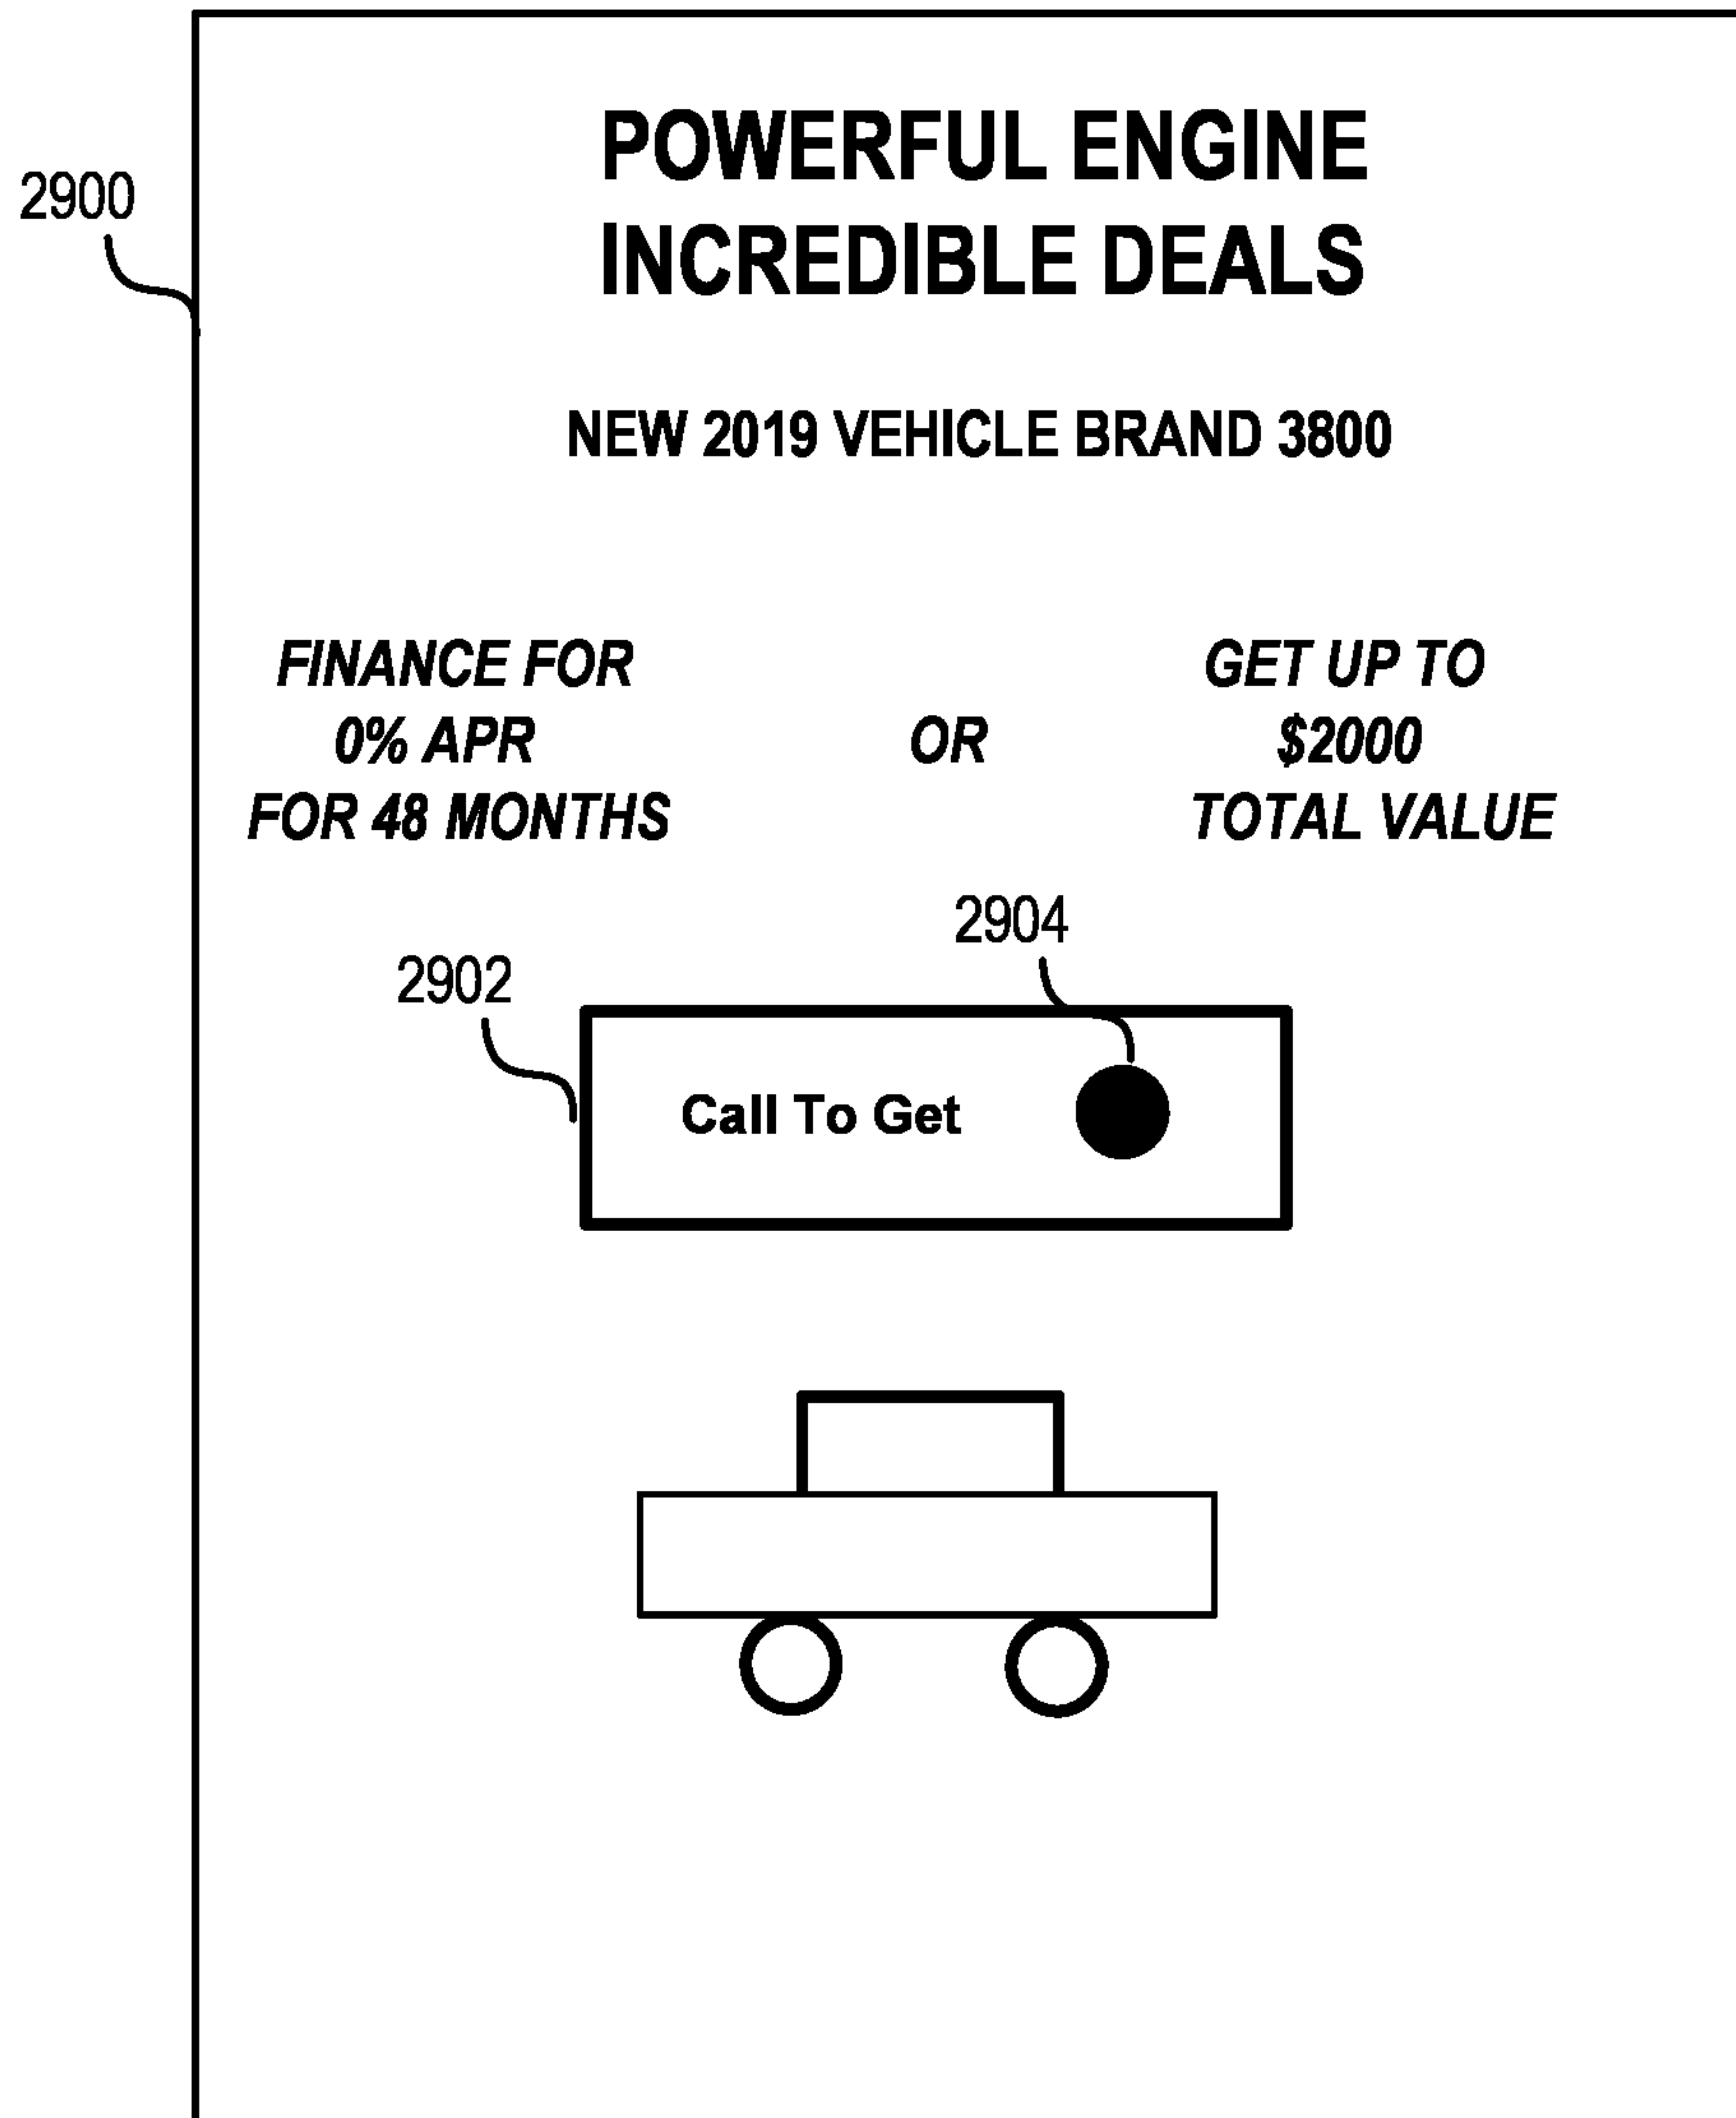 POWERFUL ENGINE
INCREDIBLE DEALS
2900
NEW 2019 VEHICLE BRAND 3800
FINANCE FOR
0% APR
FOR 48 MONTHS
OR
GET UP TO
$2000
TOTAL VALUE
2904
2902
Call To Get